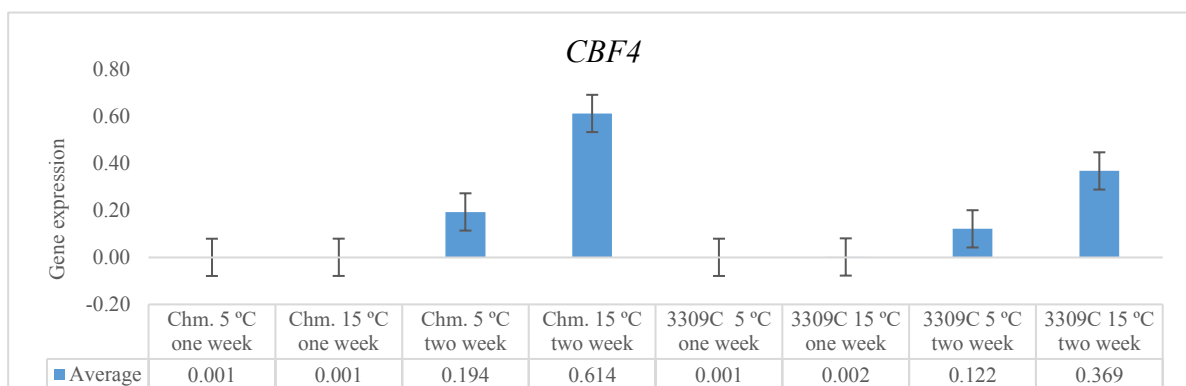 CBF4
0.80
0.60
0.40
0.20
0.00
-0.20
Gene expression
Chm. 5 ºC one week
Chm. 15 ºC one week
Chm. 5 ºC two week
Chm. 15 ºC two week
3309C 5 ºC one week
3309C 15 ºC one week
3309C 5 ºC two week
3309C 15 ºC two week
Average 0.001 0.001 0.194 0.614 0.001 0.002 0.122 0.369